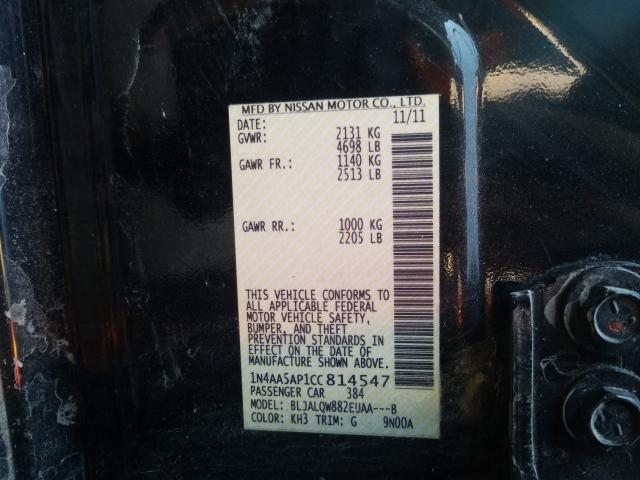 MFD BY NISSAN MOTOR CO., LTD.
DATE: 11/11
GVWR: 2131 KG
4698 LB
GAWR FR.: 1140 KG
2513 LB
GAWR RR.: 1000 KG
2205 LB
THIS VEHICLE CONFORMS TO
ALL APPLICABLE FEDERAL
MOTOR VEHICLE SAFETY,
BUMPER, AND THEFT
PREVENTION STANDARDS IN
EFFECT ON THE DATE OF
MANUFACTURE SHOWN ABOVE.
1N4AA5AP1CC814547
PASSENGER CAR 384
MODEL: BLJALQW882EUAA---B
COLOR: KH3 TRIM: G 9N00A